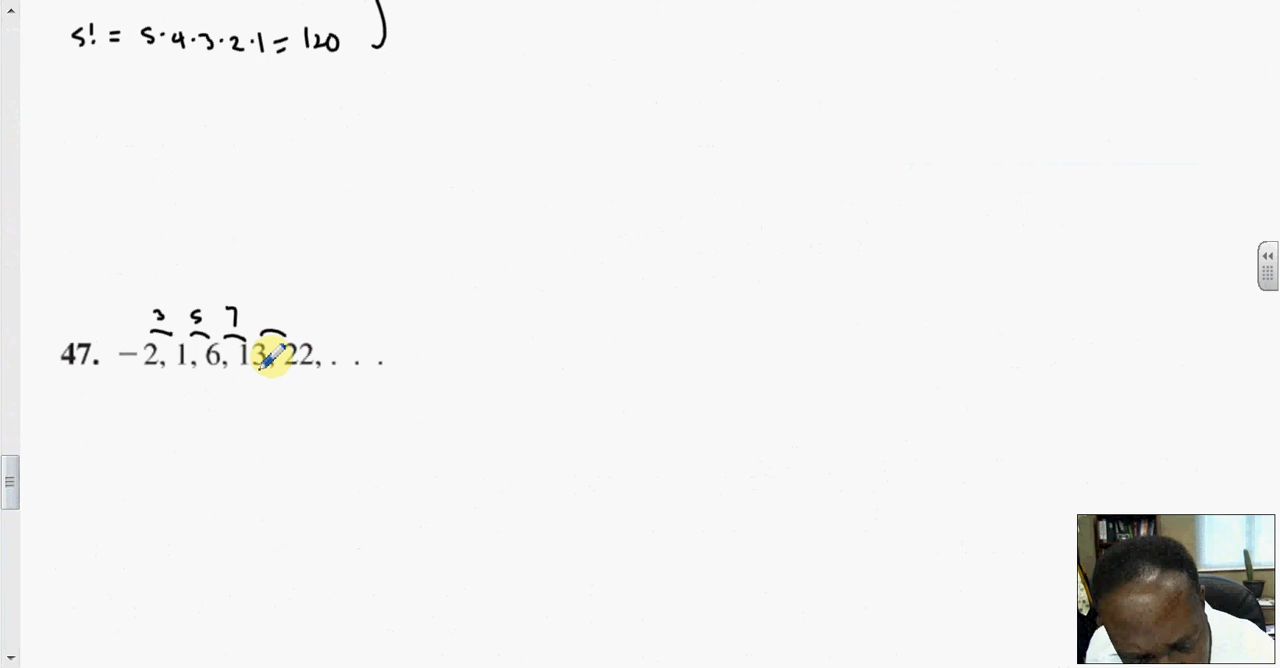 5! = 5·4·3·2·1 = 120 )
3 5 7
47. −2, 1, 6, 13, 22, . . .